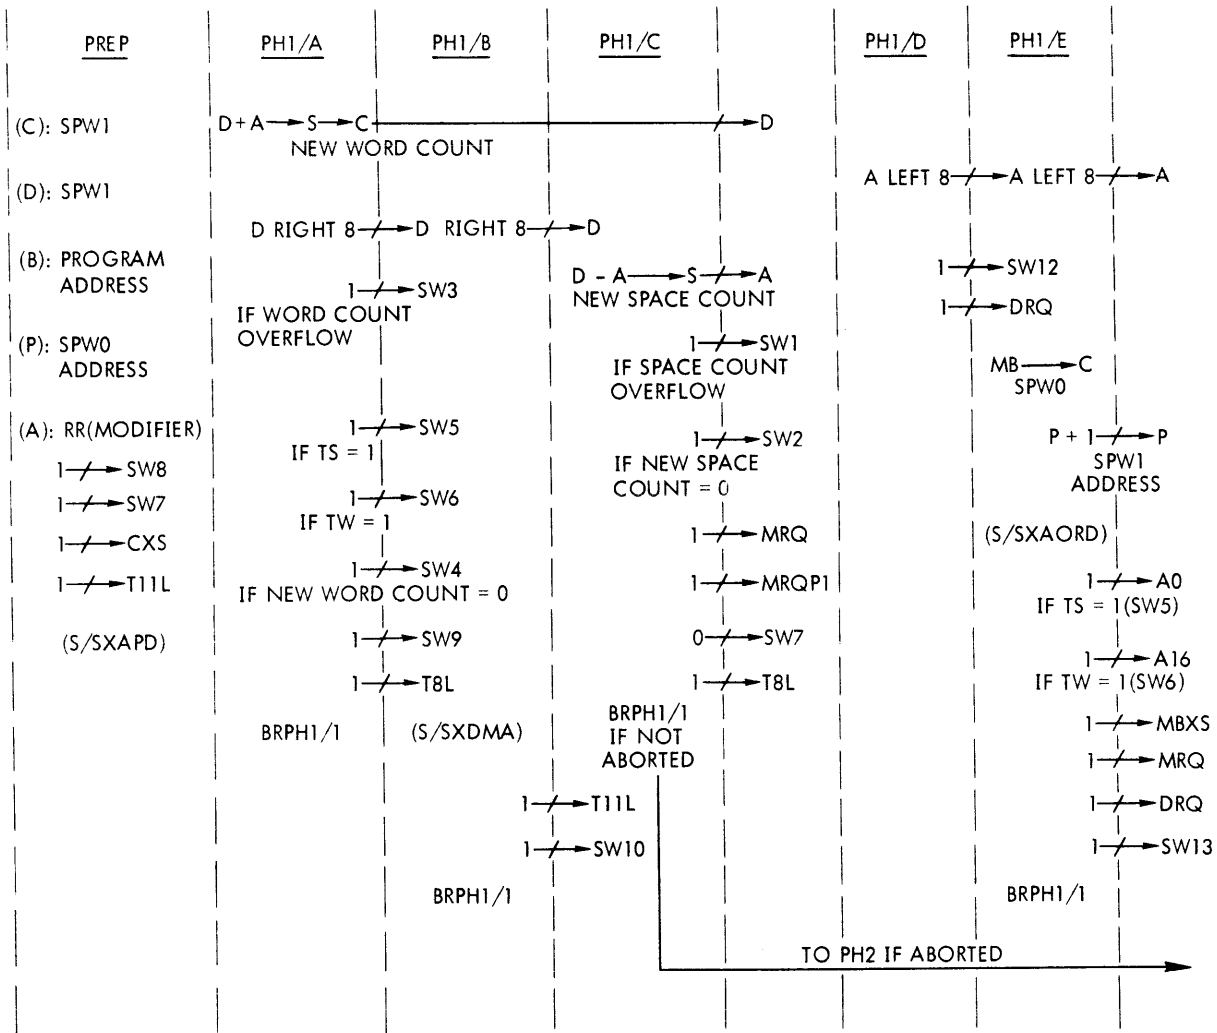 PREP
PH1/A
PH1/B
PH1/C
PH1/D
PH1/E
(C): SPW1
(D): SPW1
(B): PROGRAM
ADDRESS
(P): SPW0
ADDRESS
(A): RR(MODIFIER)
1 SW8
1 SW7
1 CXS
1 T11L
(S/SXAPD)
D+A S C D
NEW WORD COUNT
D RIGHT 8 D RIGHT 8 D
1 SW3
IF WORD COUNT
OVERFLOW
1 SW5
IF TS = 1
1 SW6
IF TW = 1
1 SW4
IF NEW WORD COUNT = 0
1 SW9
1 T8L
BRPH1/1
(S/SXDMA)
1 T11L
1 SW10
BRPH1/1
D - A S A
NEW SPACE COUNT
1 SW1
IF SPACE COUNT
OVERFLOW
1 SW2
IF NEW SPACE
COUNT = 0
1 MRQ
1 MRQP1
0 SW7
1 T8L
BRPH1/1
IF NOT
ABORTED
TO PH2 IF ABORTED
A LEFT 8 A LEFT 8 A
1 SW12
1 DRQ
MB C
SPW0
P + 1 P
SPW1
ADDRESS
(S/SXAORD)
1 A0
IF TS = 1(SW5)
1 A16
IF TW = 1(SW6)
1 MBXS
1 MRQ
1 DRQ
1 SW13
BRPH1/1